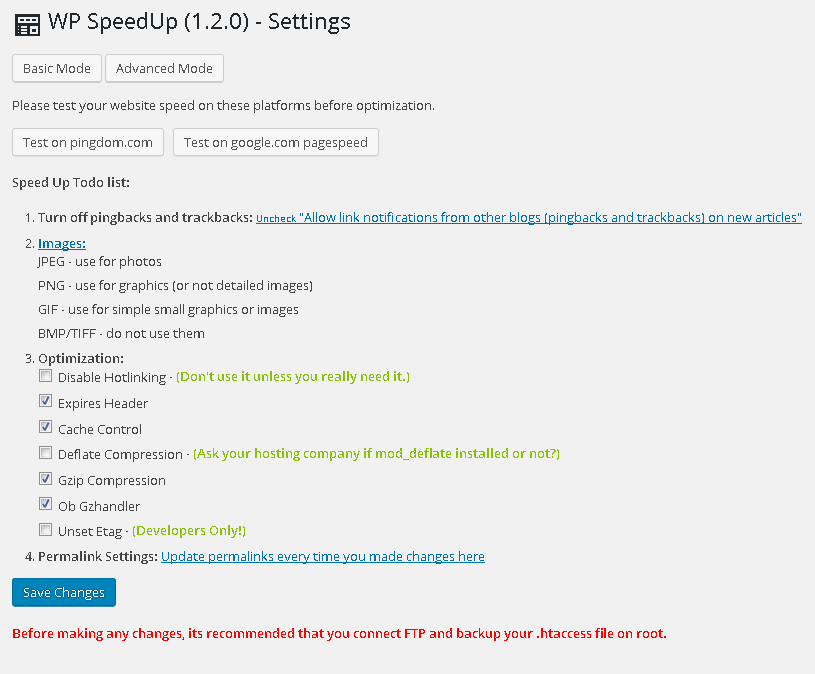 WP SpeedUp (1.2.0) - Settings
Basic Mode Advanced Mode
Please test your website speed on these platforms before optimization.
Test on pingdom.com Test on google.com pagespeed
Speed Up Todo list:
1. Turn off pingbacks and trackbacks: Uncheck "Allow link notifications from other blogs (pingbacks and trackbacks) on new articles"
2. Images:
JPEG - use for photos
PNG - use for graphics (or not detailed images)
GIF - use for simple small graphics or images
BMP/TIFF - do not use them
3. Optimization:
Disable Hotlinking - (Don't use it unless you really need it.)
Expires Header
Cache Control
Deflate Compression - (Ask your hosting company if mod_deflate installed or not?)
Gzip Compression
Ob Gzhandler
Unset Etag - (Developers Only!)
4. Permalink Settings: Update permalinks every time you made changes here
Save Changes
Before making any changes, its recommended that you connect FTP and backup your .htaccess file on root.